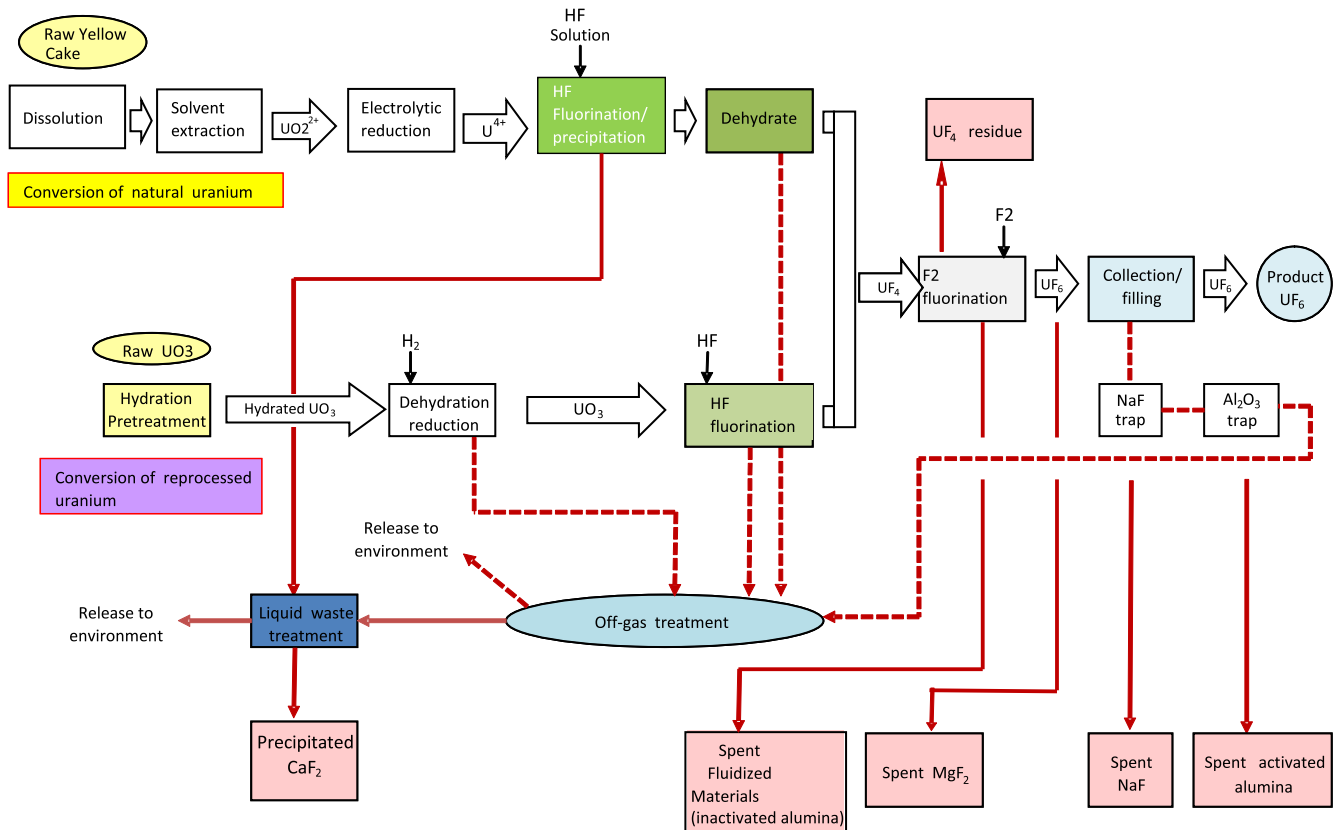 Raw Yellow
Cake
HF
Solution
Dissolution
Solvent
extraction
UO2²⁺
Electrolytic
reduction
U⁴⁺
HF
Fluorination/
precipitation
Dehydrate
UF₄ residue
Conversion of natural uranium
F2
UF₄
F2
fluorination
UF₆
Collection/
filling
UF₆
Product
UF₆
Raw UO3
H₂
HF
Hydration
Pretreatment
Hydrated UO₃
Dehydration
reduction
UO₃
HF
fluorination
NaF
trap
Al₂O₃
trap
Conversion of reprocessed
uranium
Release to
environment
Release to
environment
Liquid waste
treatment
Off-gas treatment
Precipitated
CaF₂
Spent
Fluidized
Materials
(inactivated alumina)
Spent MgF₂
Spent
NaF
Spent activated
alumina